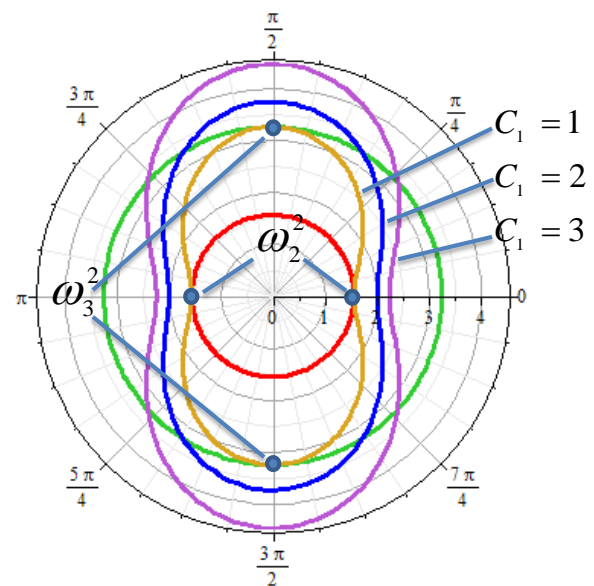 π/2
3π/4
π/4
C₁ = 1
C₁ = 2
C₁ = 3
ω₂²
ω₃²
π
0
0 1 2 3 4
5π/4
7π/4
3π/2